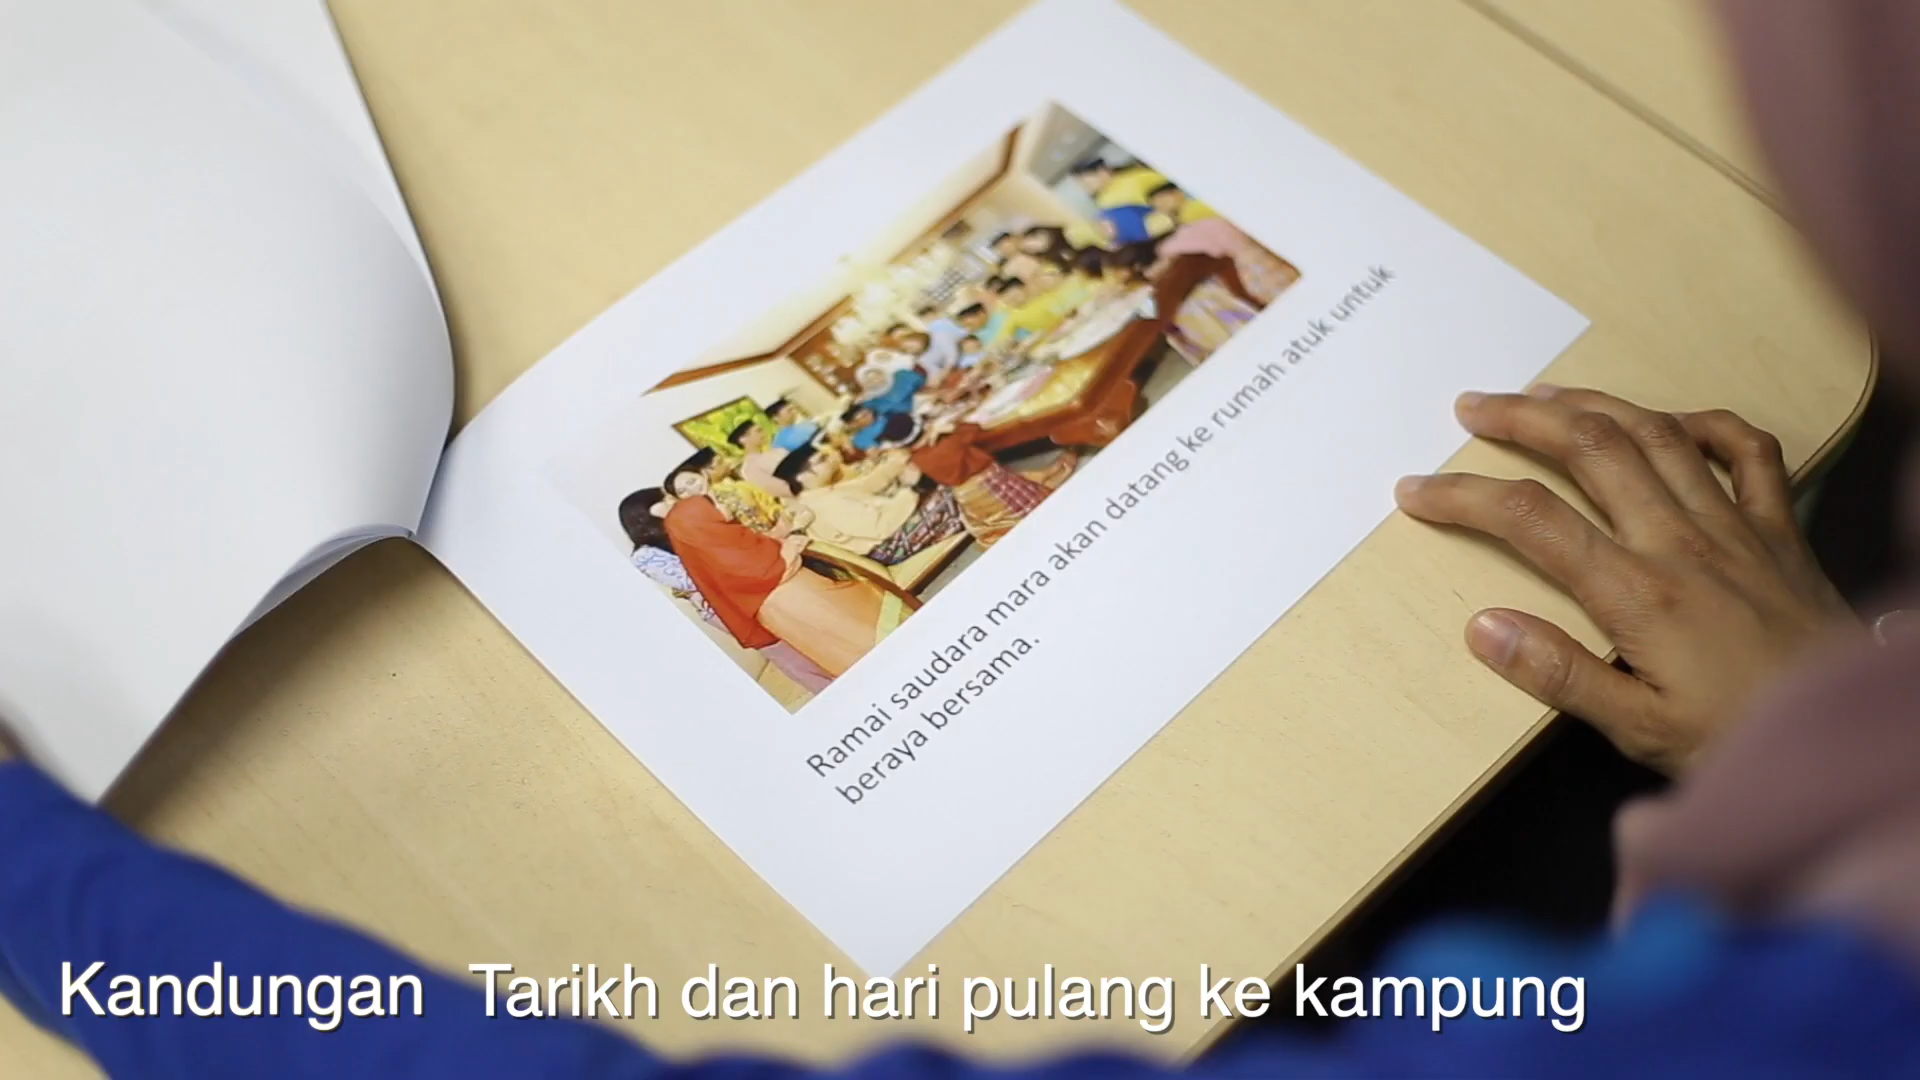 Ramai saudara mara akan datang ke rumah atuk untuk
beraya bersama.
Kandungan Tarikh dan hari pulang ke kampung